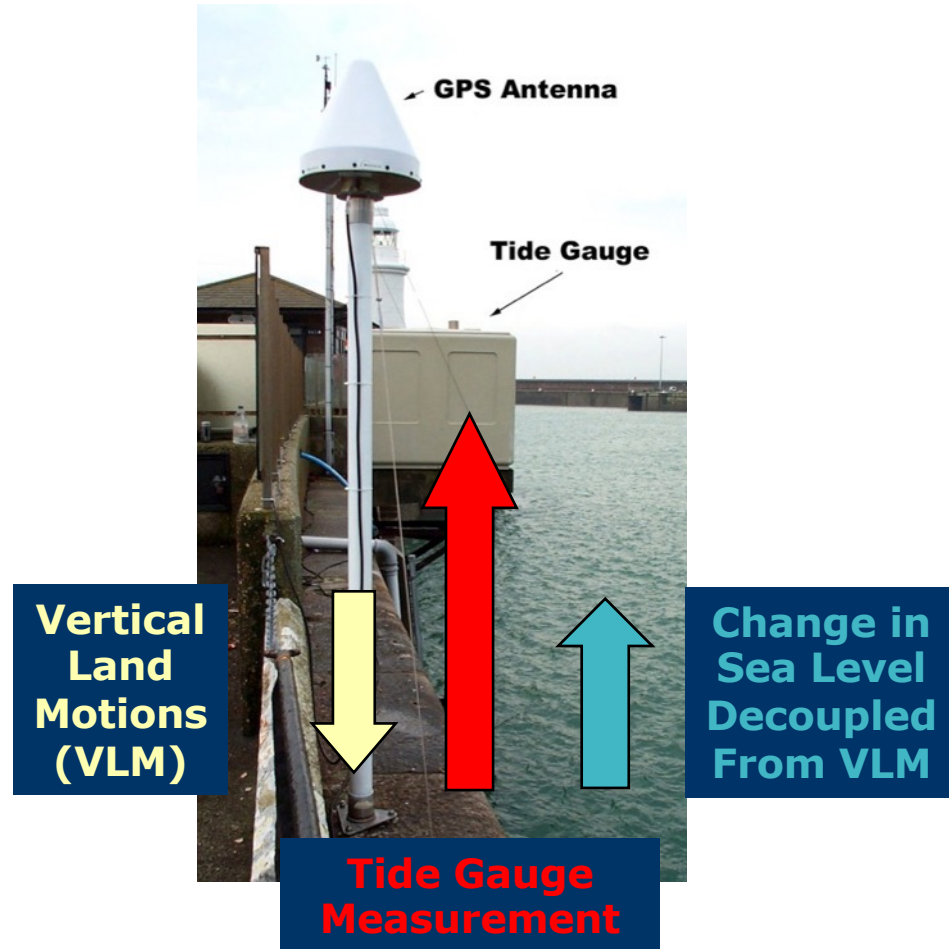 GPS Antenna
Tide Gauge
Vertical
Land
Motions
(VLM)
Change in
Sea Level
Decoupled
From VLM
Tide Gauge
Measurement